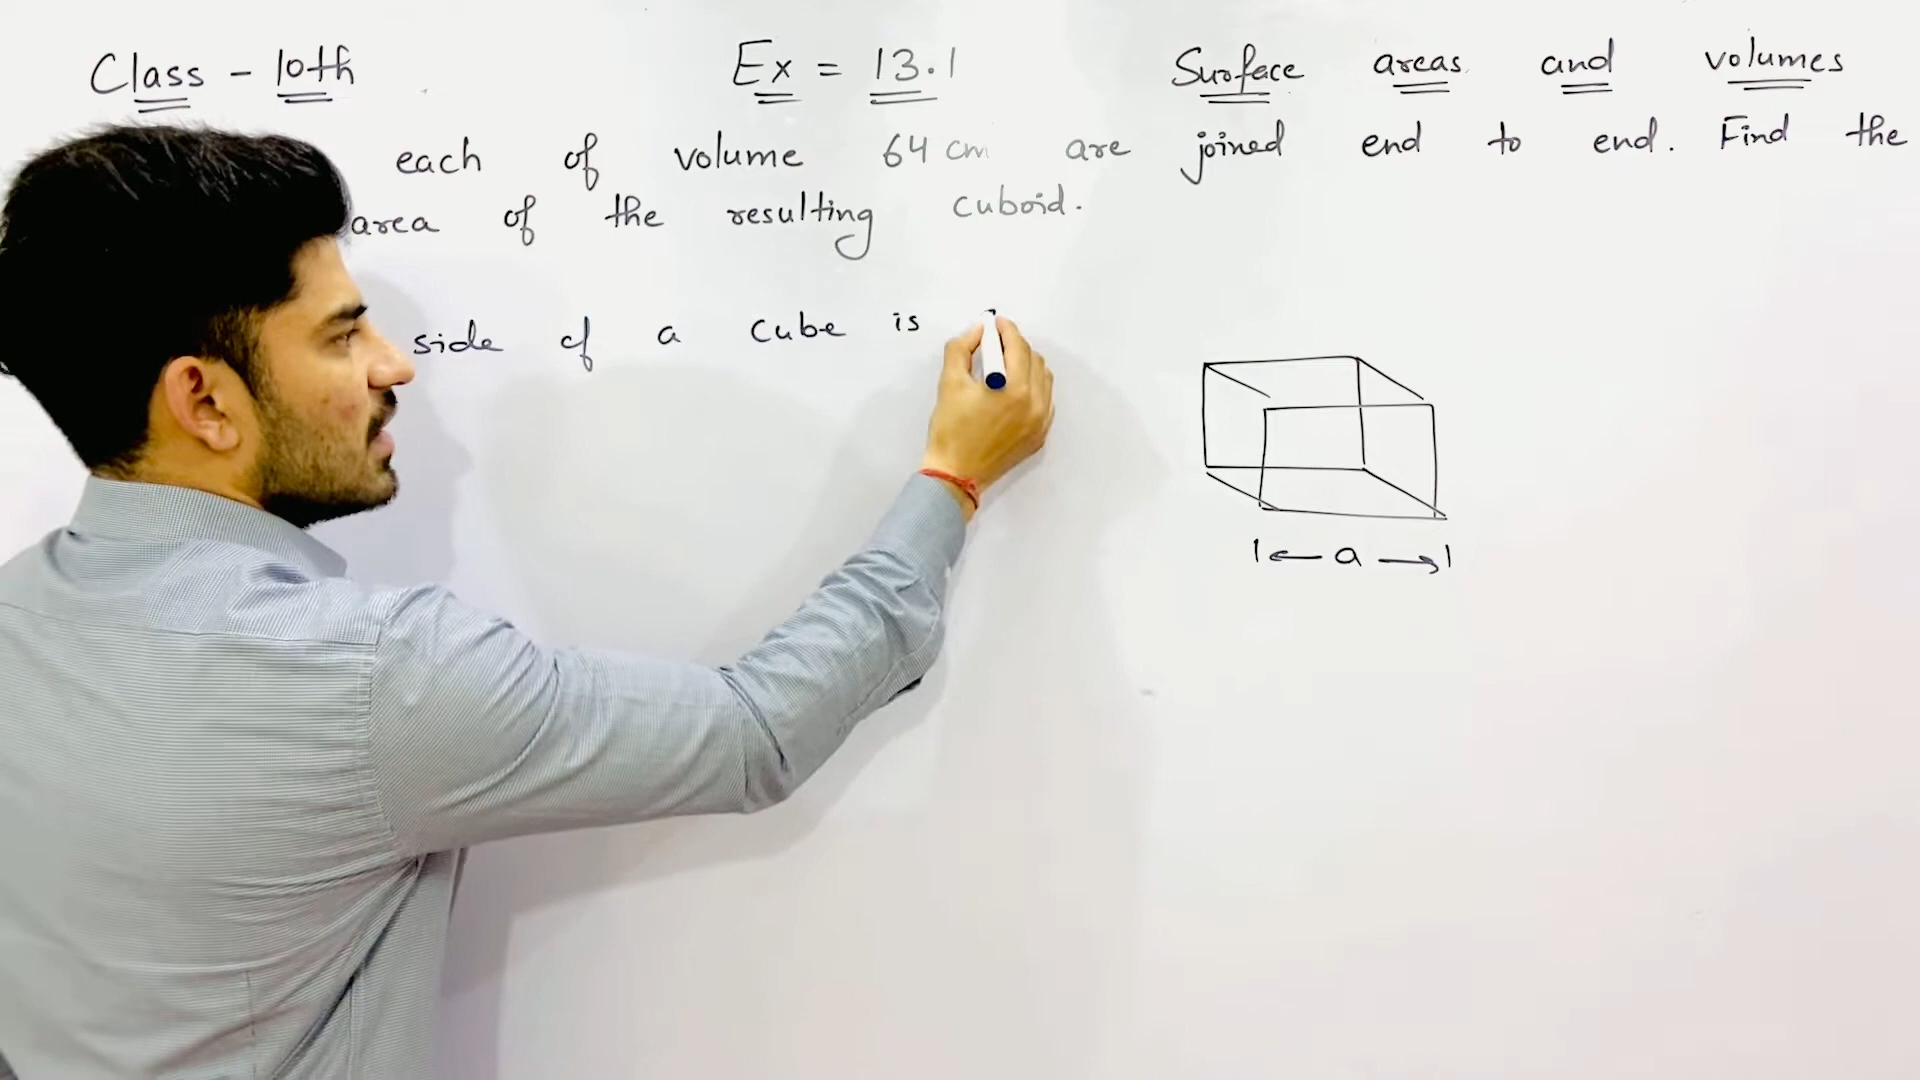 Class - 10th Ex = 13.1 Surface areas and volumes
each of volume 64 cm are joined end to end. Find the
area of the resulting cuboid.
side of a cube is
a